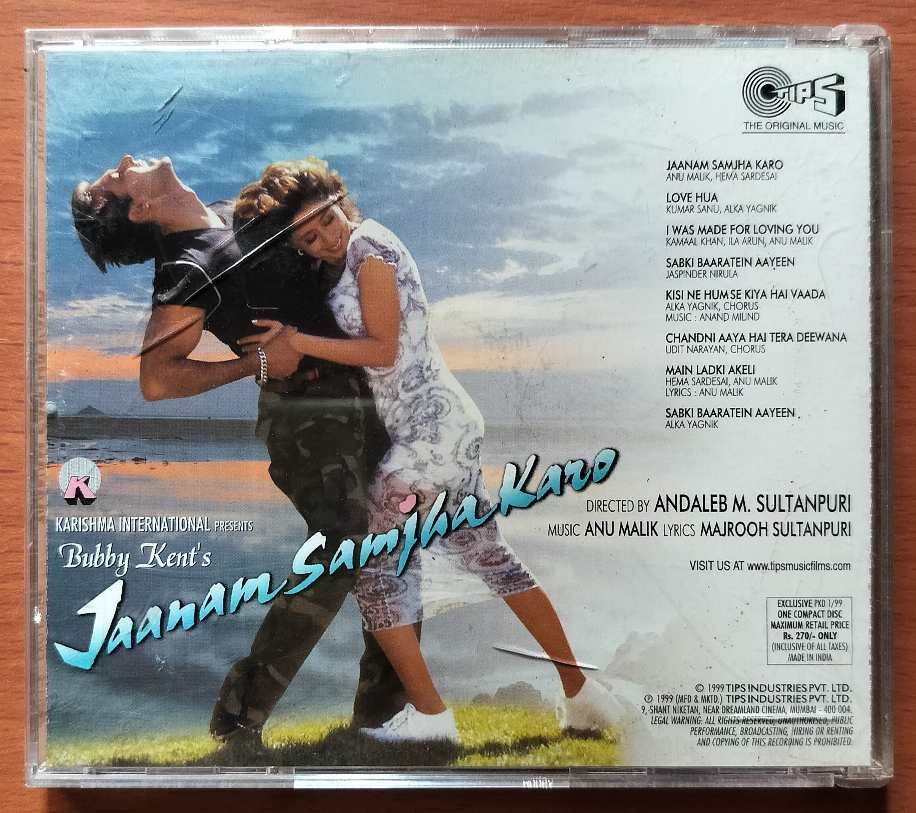 TIPS
THE ORIGINAL MUSIC
JAANAM SAMJHA KARO
ANU MALIK, HEMA SARDESAI
LOVE HUA
KUMAR SANU, ALKA YAGNIK
I WAS MADE FOR LOVING YOU
KAMAAL KHAN, ILA ARUN, ANU MALIK
SABKI BAARATEIN AAYEEN
JASPINDER NIRULA
KISI NE HUMSE KIYA HAI VAADA
ALKA YAGNIK, CHORUS
MUSIC : ANAND MILIND
CHANDNI AAYA HAI TERA DEEWANA
UDIT NARAYAN, CHORUS
MAIN LADKI AKELI
HEMA SARDESAI, ANU MALIK
LYRICS : ANU MALIK
SABKI BAARATEIN AAYEEN
ALKA YAGNIK
K
KARISHMA INTERNATIONAL PRESENTS
Bubby Kent's
Jaanam Samjha Karo
DIRECTED BY ANDALEB M. SULTANPURI
MUSIC ANU MALIK LYRICS MAJROOH SULTANPURI
VISIT US AT www.tipsmusicfilms.com
EXCLUSIVE PKD 1/99
ONE COMPACT DISC
MAXIMUM RETAIL PRICE
Rs. 270/- ONLY
(INCLUSIVE OF ALL TAXES)
MADE IN INDIA
© 1999 TIPS INDUSTRIES PVT. LTD.
℗ 1999 (MFD & MKTD.) TIPS INDUSTRIES PVT. LTD.
9, SHANT NIKETAN, NEAR DREAMLAND CINEMA, MUMBAI - 400 004.
LEGAL WARNING: ALL RIGHTS RESERVED, UNAUTHORISED, PUBLIC
PERFORMANCE, BROADCASTING, HIRING OR RENTING
AND COPYING OF THIS RECORDING IS PROHIBITED.